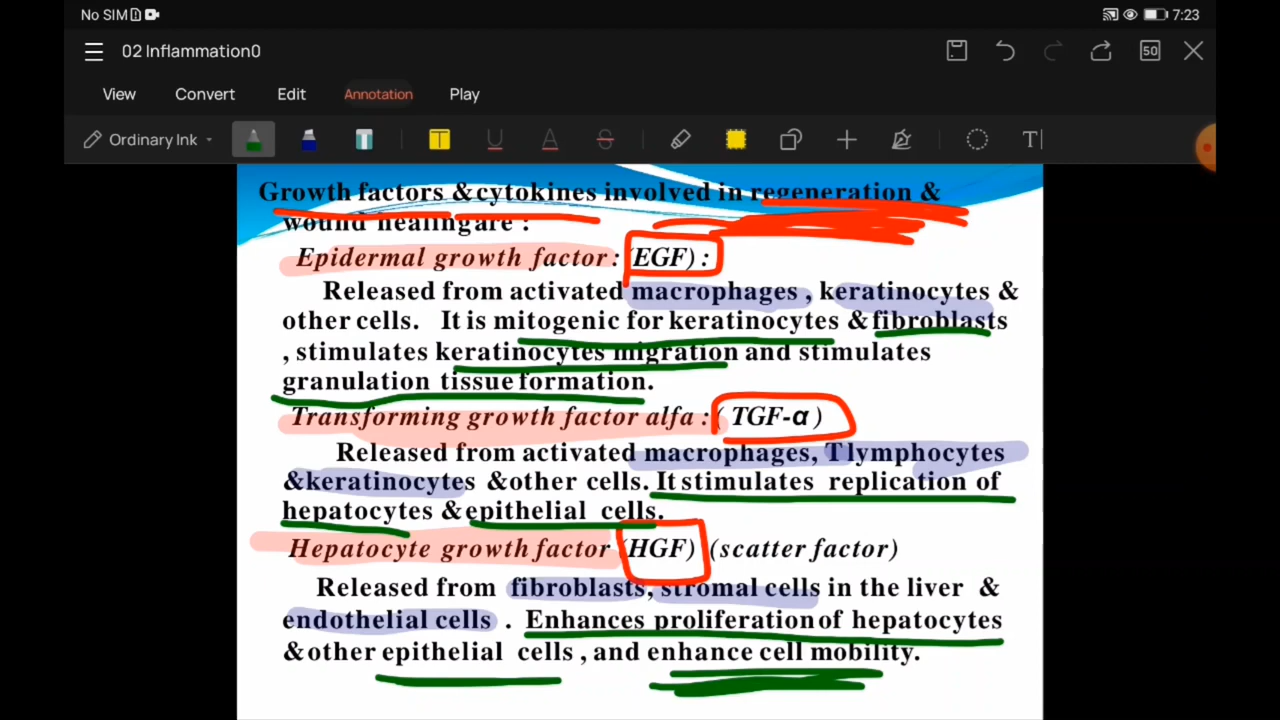 No SIM
7:23
02 Inflammation0
50
View Convert Edit Annotation Play
Ordinary Ink
Growth factors &cytokines involved in regeneration &
wound healingare :
Epidermal growth factor: (EGF) :
Released from activated macrophages , keratinocytes &
other cells. It is mitogenic for keratinocytes & fibroblasts
, stimulates keratinocytes migration and stimulates
granulation tissue formation.
Transforming growth factor alfa: ( TGF-α )
Released from activated macrophages, T lymphocytes
&keratinocytes &other cells. It stimulates replication of
hepatocytes &epithelial cells.
Hepatocyte growth factor (HGF) (scatter factor)
Released from fibroblasts, stromal cells in the liver &
endothelial cells . Enhances proliferation of hepatocytes
&other epithelial cells , and enhance cell mobility.